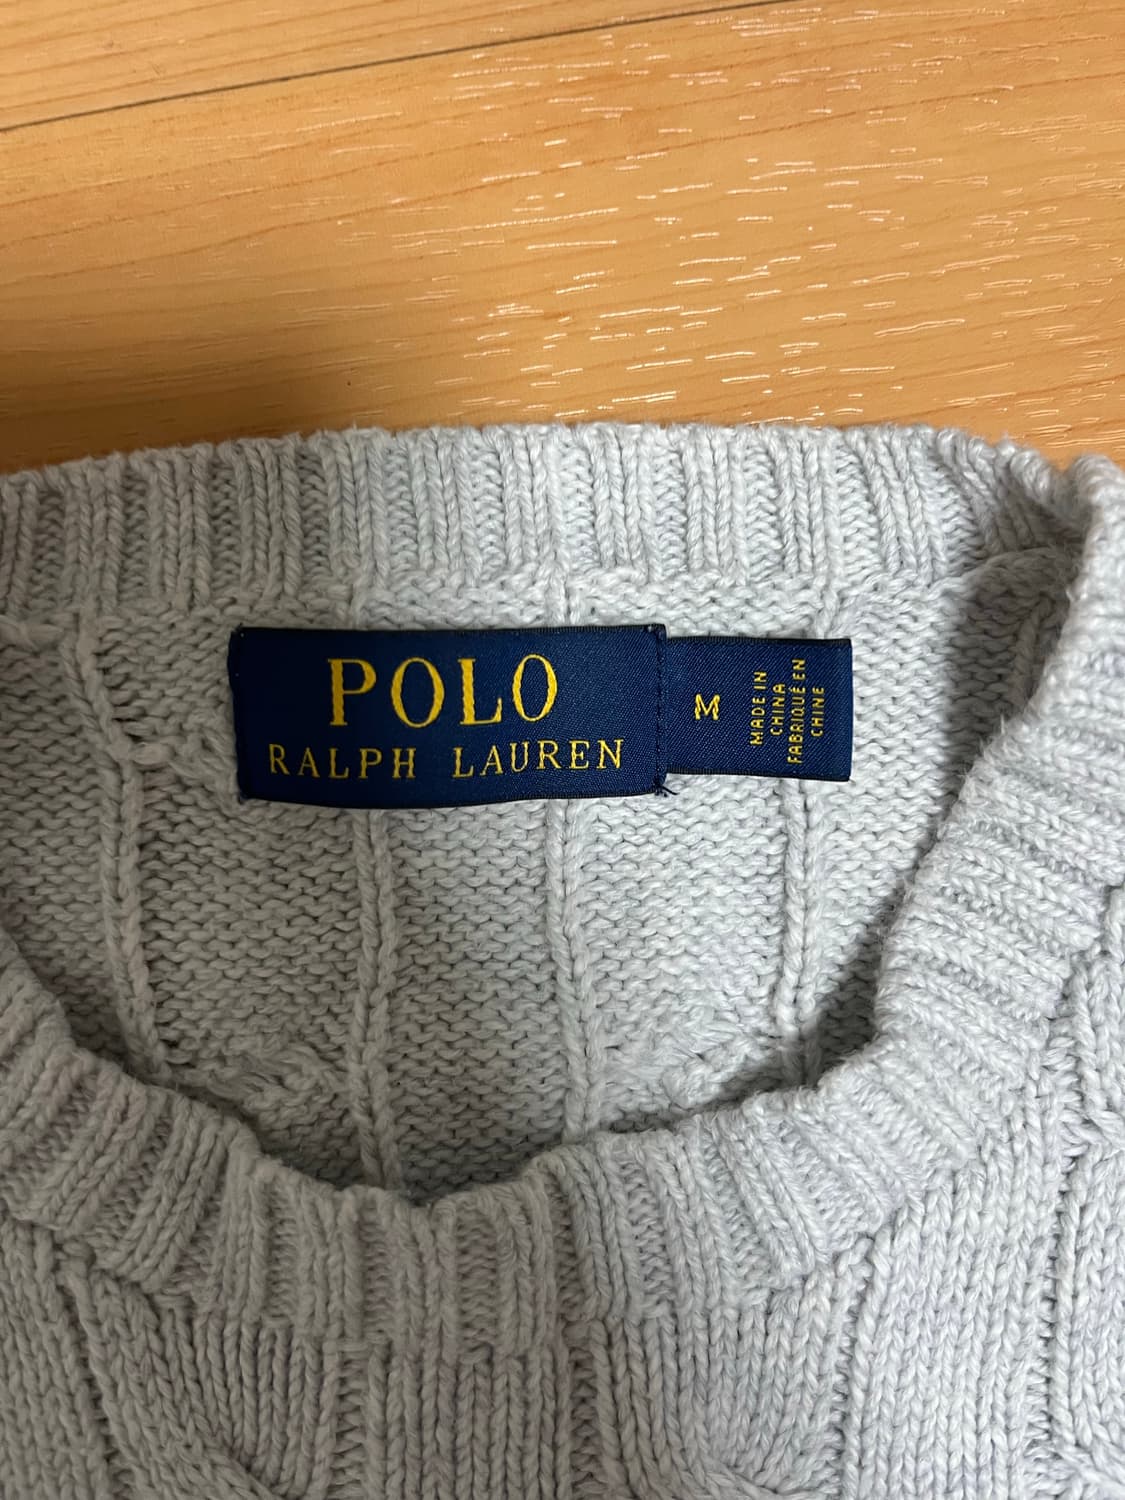 POLO
RALPH LAUREN
M
MADE IN
CHINA
FABRIQUÉ EN
CHINE